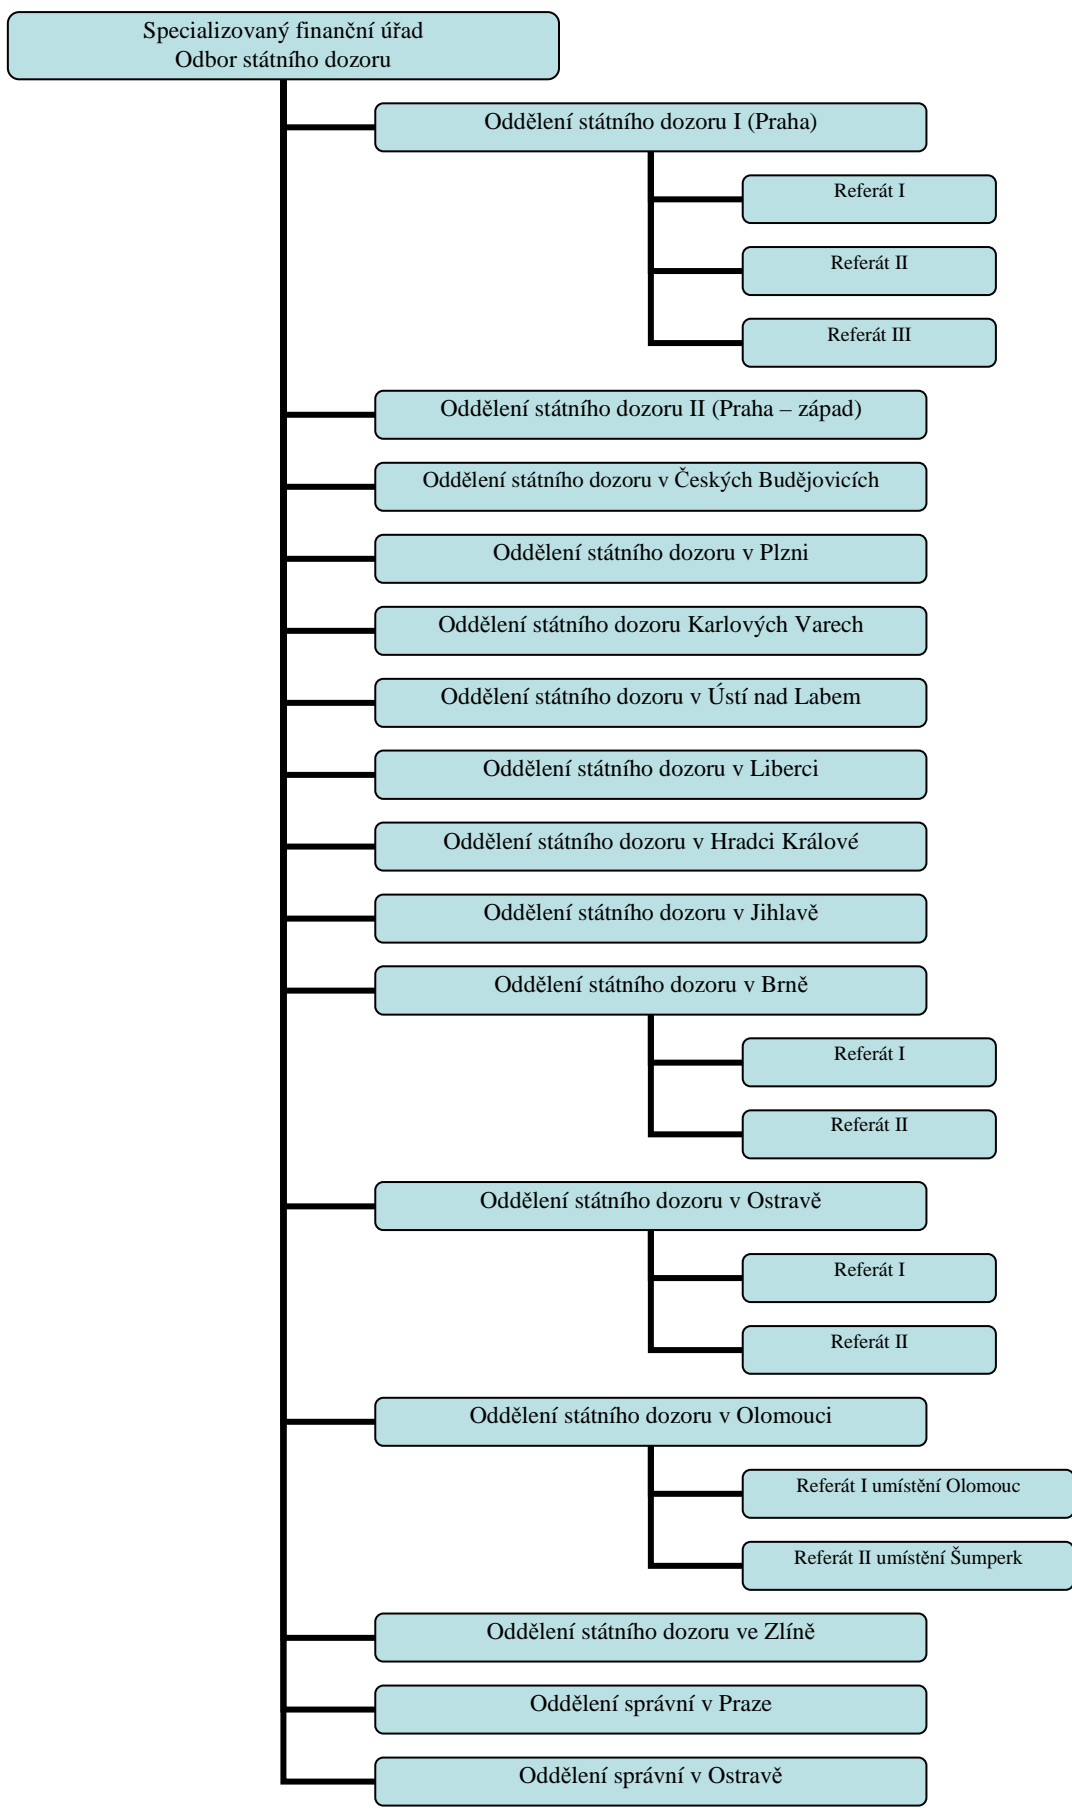 Specializovaný finanční úřad
Odbor státního dozoru
Oddělení státního dozoru I (Praha)
Referát I
Referát II
Referát III
Oddělení státního dozoru II (Praha – západ)
Oddělení státního dozoru v Českých Budějovicích
Oddělení státního dozoru v Plzni
Oddělení státního dozoru Karlových Varech
Oddělení státního dozoru v Ústí nad Labem
Oddělení státního dozoru v Liberci
Oddělení státního dozoru v Hradci Králové
Oddělení státního dozoru v Jihlavě
Oddělení státního dozoru v Brně
Referát I
Referát II
Oddělení státního dozoru v Ostravě
Referát I
Referát II
Oddělení státního dozoru v Olomouci
Referát I umístění Olomouc
Referát II umístění Šumperk
Oddělení státního dozoru ve Zlíně
Oddělení správní v Praze
Oddělení správní v Ostravě